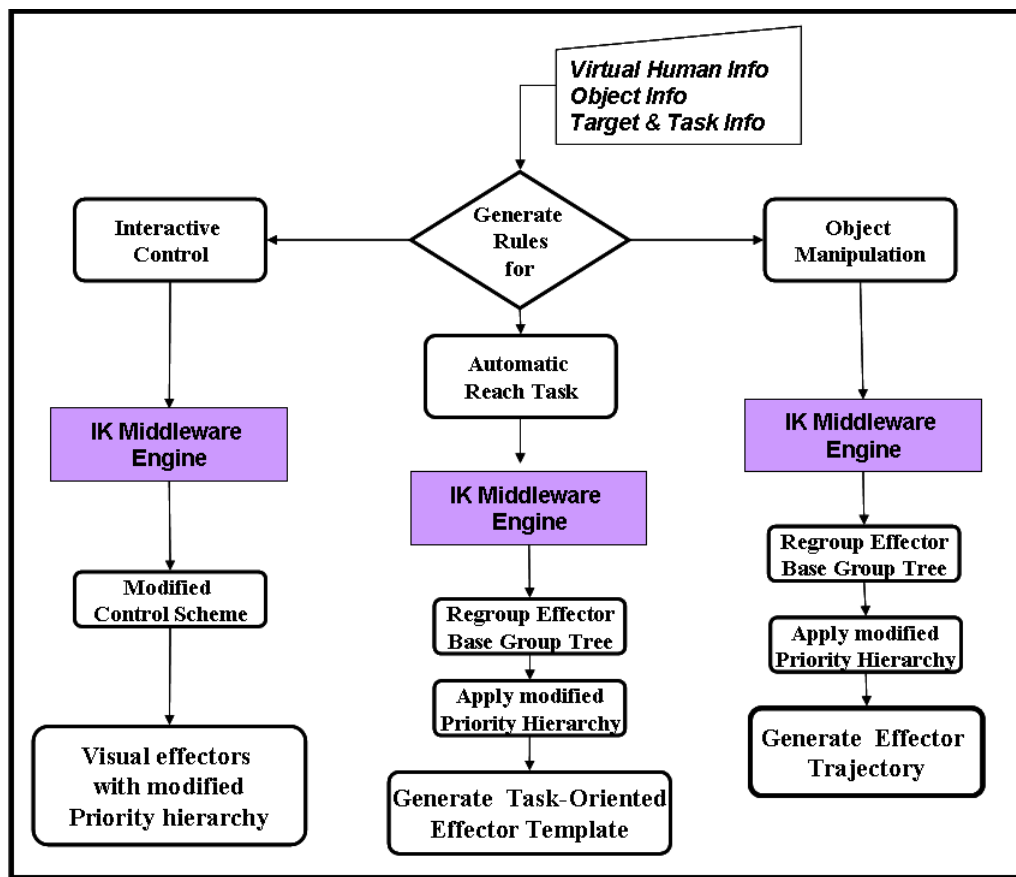 Virtual Human Info
Object Info
Target & Task Info
Generate
Rules
for
Interactive
Control
IK Middleware
Engine
Modified
Control Scheme
Visual effectors
with modified
Priority hierarchy
Automatic
Reach Task
IK Middleware
Engine
Regroup Effector
Base Group Tree
Apply modified
Priority Hierarchy
Generate Task-Oriented
Effector Template
Object
Manipulation
IK Middleware
Engine
Regroup Effector
Base Group Tree
Apply modified
Priority Hierarchy
Generate Effector
Trajectory